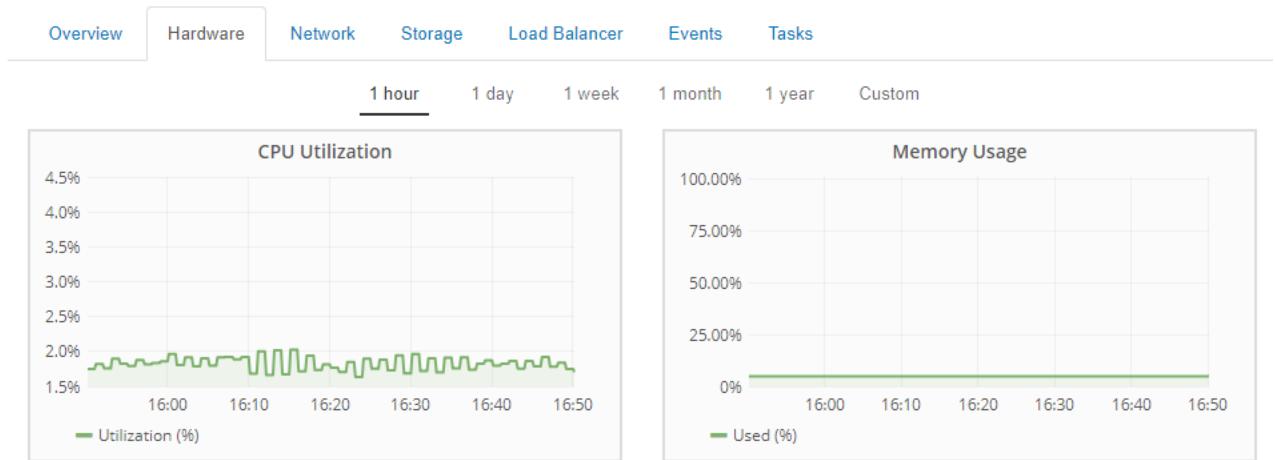 Overview Hardware Network Storage Load Balancer Events Tasks
1 hour 1 day 1 week 1 month 1 year Custom
CPU Utilization
4.5%
4.0%
3.5%
3.0%
2.5%
2.0%
1.5%
16:00 16:10 16:20 16:30 16:40 16:50
Utilization (%)
Memory Usage
100.00%
75.00%
50.00%
25.00%
0%
16:00 16:10 16:20 16:30 16:40 16:50
Used (%)